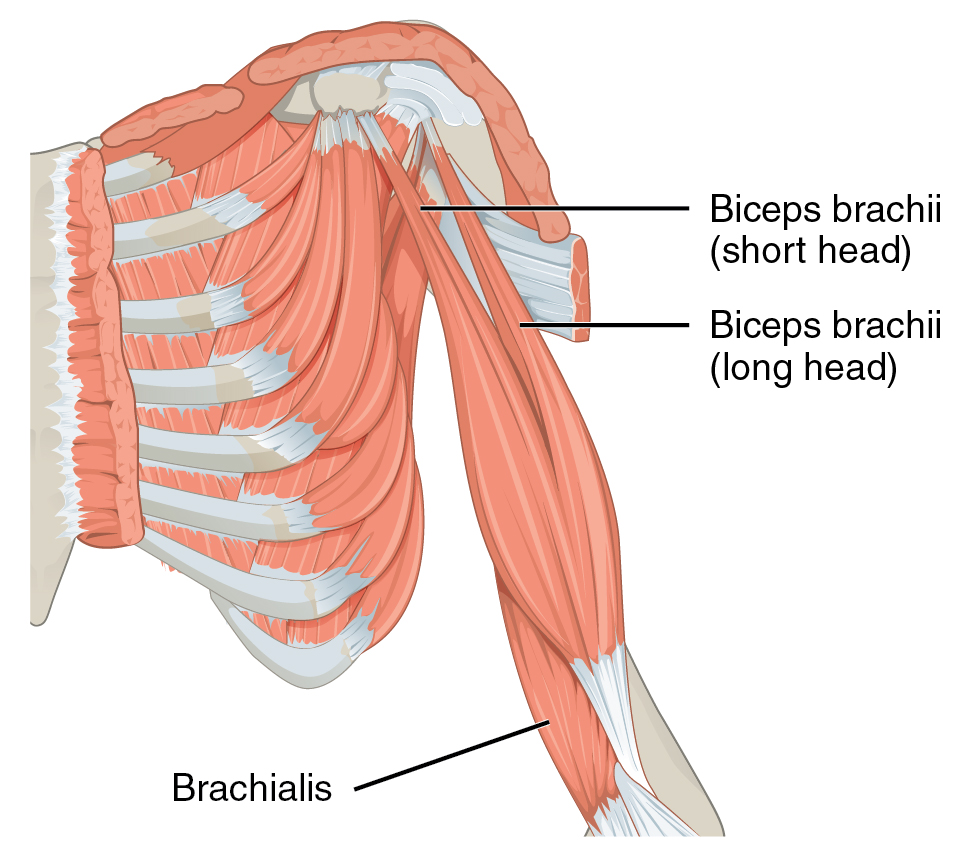 Biceps brachii
(short head)
Biceps brachii
(long head)
Brachialis